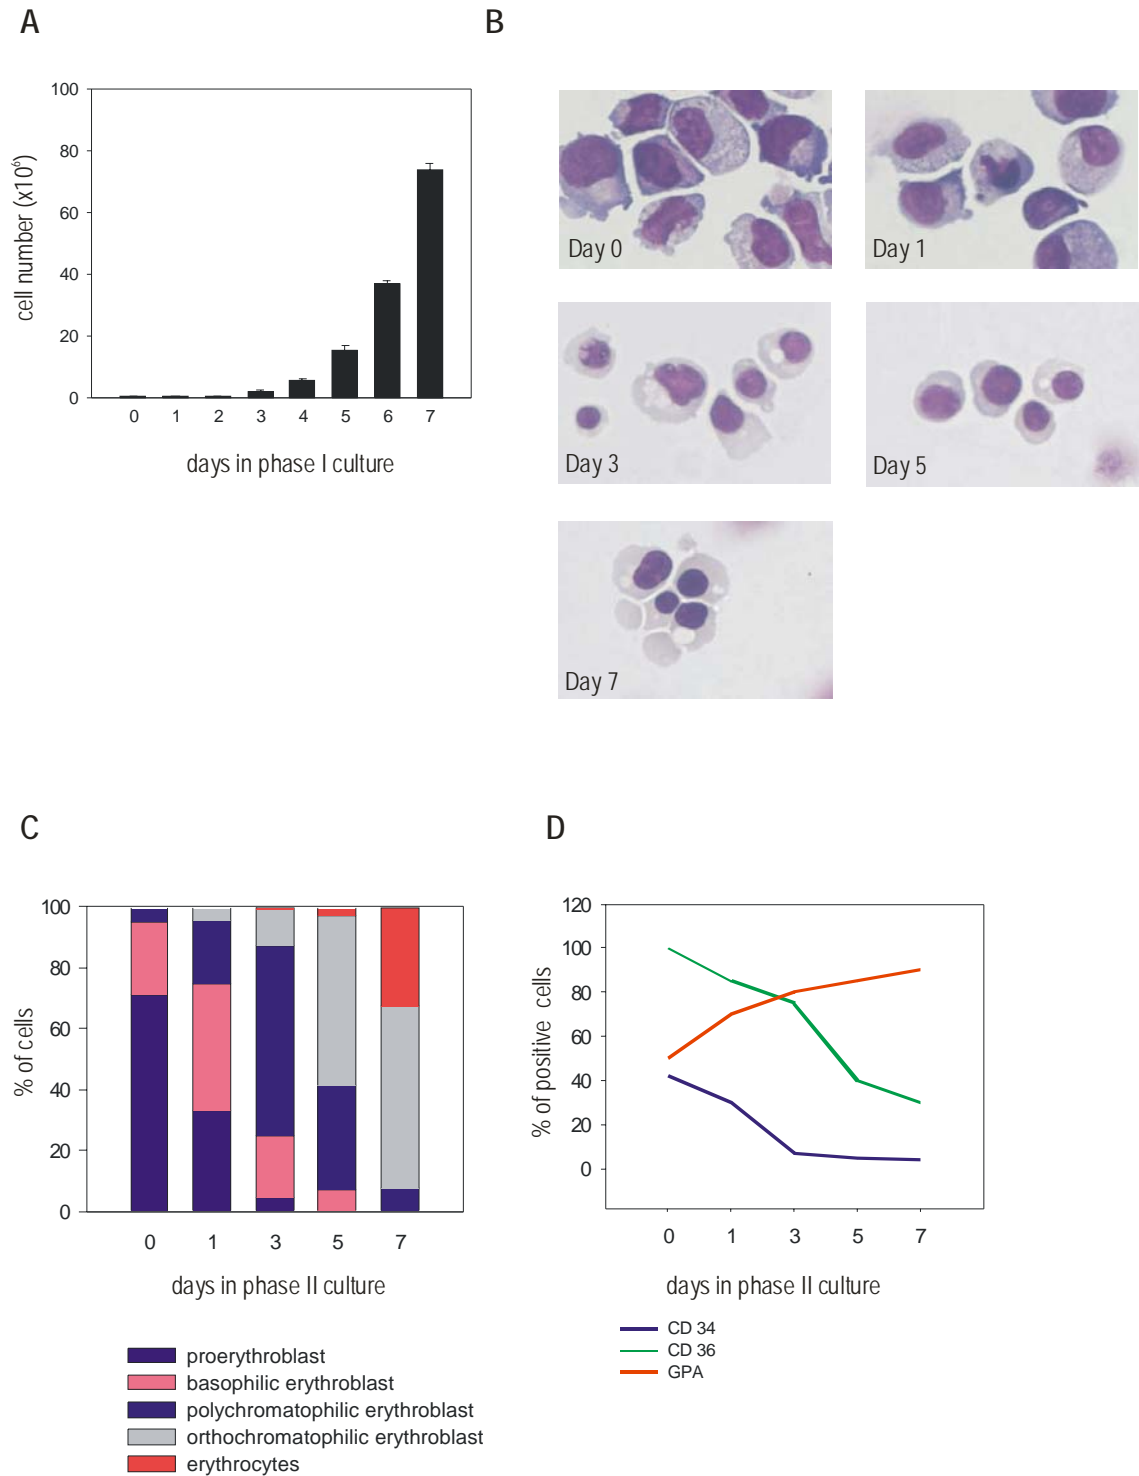 A
B
100
80
60
40
20
0
cell number (x10⁶)
0 1 2 3 4 5 6 7
days in phase I culture
Day 0
Day 1
Day 3
Day 5
Day 7
C
D
100
80
60
40
20
0
% of cells
0 1 3 5 7
days in phase II culture
proerythroblast
basophilic erythroblast
polychromatophilic erythroblast
orthochromatophilic erythroblast
erythrocytes
120
100
80
60
40
20
0
% of positive cells
0 1 3 5 7
days in phase II culture
CD 34
CD 36
GPA